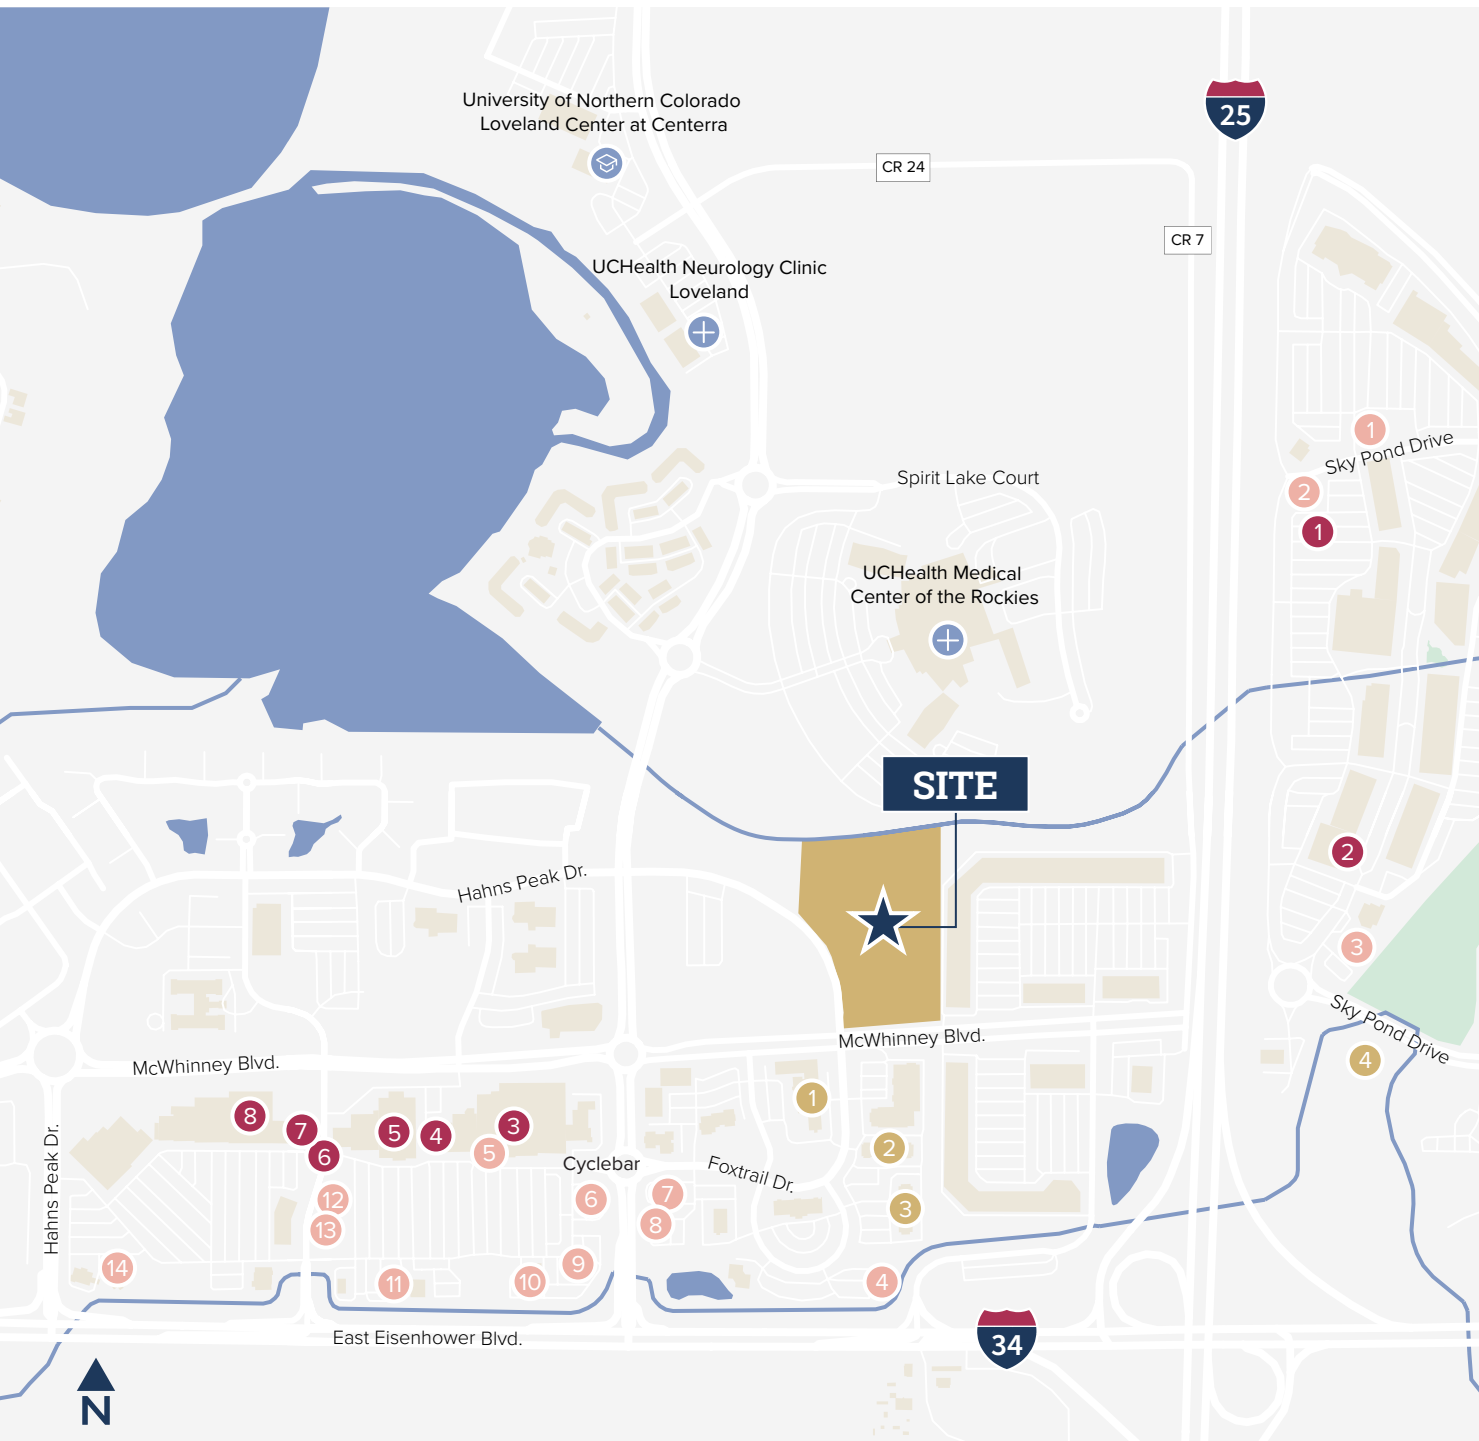 University of Northern Colorado
Loveland Center at Centerra
25
CR 24
CR 7
UCHealth Neurology Clinic
Loveland
1
Sky Pond Drive
Spirit Lake Court
2
1
UCHealth Medical
Center of the Rockies
SITE
2
Hahns Peak Dr.
3
Sky Pond Drive
McWhinney Blvd.
4
McWhinney Blvd.
1
8
7
5
4
3
6
5
2
Hahns Peak Dr.
Cyclebar
Foxtrail Dr.
12
6
7
3
13
8
14
9
11
10
4
East Eisenhower Blvd.
34
N